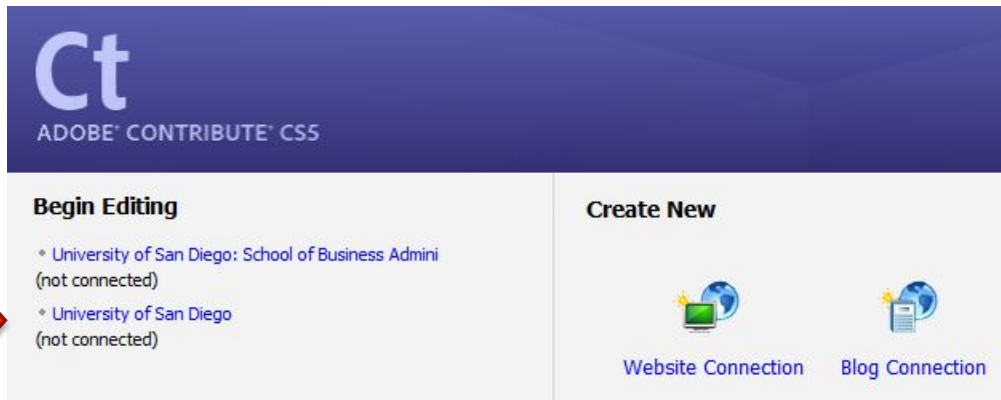 Ct
ADOBE® CONTRIBUTE® CS5
Begin Editing
University of San Diego: School of Business Admini
(not connected)
University of San Diego
(not connected)
Create New
Website Connection
Blog Connection